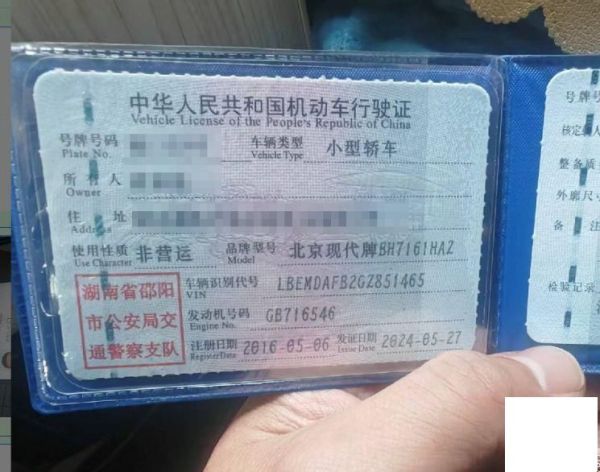 中华人民共和国机动车行驶证
Vehicle License of the People's Republic of China
号牌号码
Plate No.
车辆类型 小型轿车
Vehicle Type
所有人
Owner
住址
Address
使用性质 非营运
Use Character
品牌型号 北京现代牌BH7161HAZ
Model
湖南省邵阳
市公安局交
通警察支队
车辆识别代号 LBEMDAFB2GZ851465
VIN
发动机号码 GB716546
Engine No.
注册日期 2016-05-06
Register Date
发证日期 2024-05-27
Issue Date
号牌号
核定
整备质
外廓尺
备注
检验记录